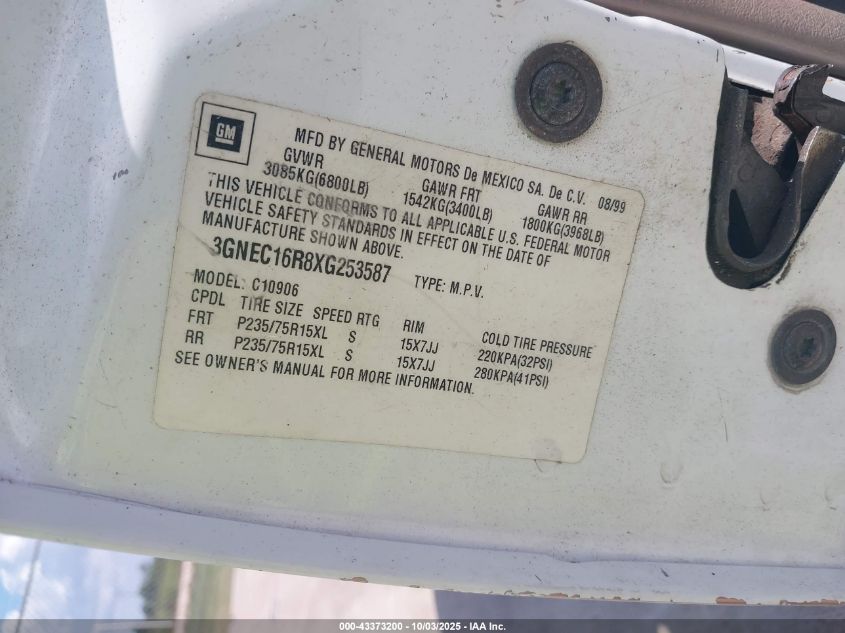 GM
MFD BY GENERAL MOTORS De MEXICO SA. De C.V. 08/99
GVWR GAWR FRT GAWR RR
3085KG(6800LB) 1542KG(3400LB) 1800KG(3968LB)
THIS VEHICLE CONFORMS TO ALL APPLICABLE U.S. FEDERAL MOTOR
VEHICLE SAFETY STANDARDS IN EFFECT ON THE DATE OF
MANUFACTURE SHOWN ABOVE.
3GNEC16R8XG253587 TYPE: M.P.V.
MODEL: C10906
CPDL TIRE SIZE SPEED RTG RIM COLD TIRE PRESSURE
FRT P235/75R15XL S 15X7JJ 220KPA(32PSI)
RR P235/75R15XL S 15X7JJ 280KPA(41PSI)
SEE OWNER'S MANUAL FOR MORE INFORMATION.
000-43373200 - 10/03/2025 - IAA Inc.